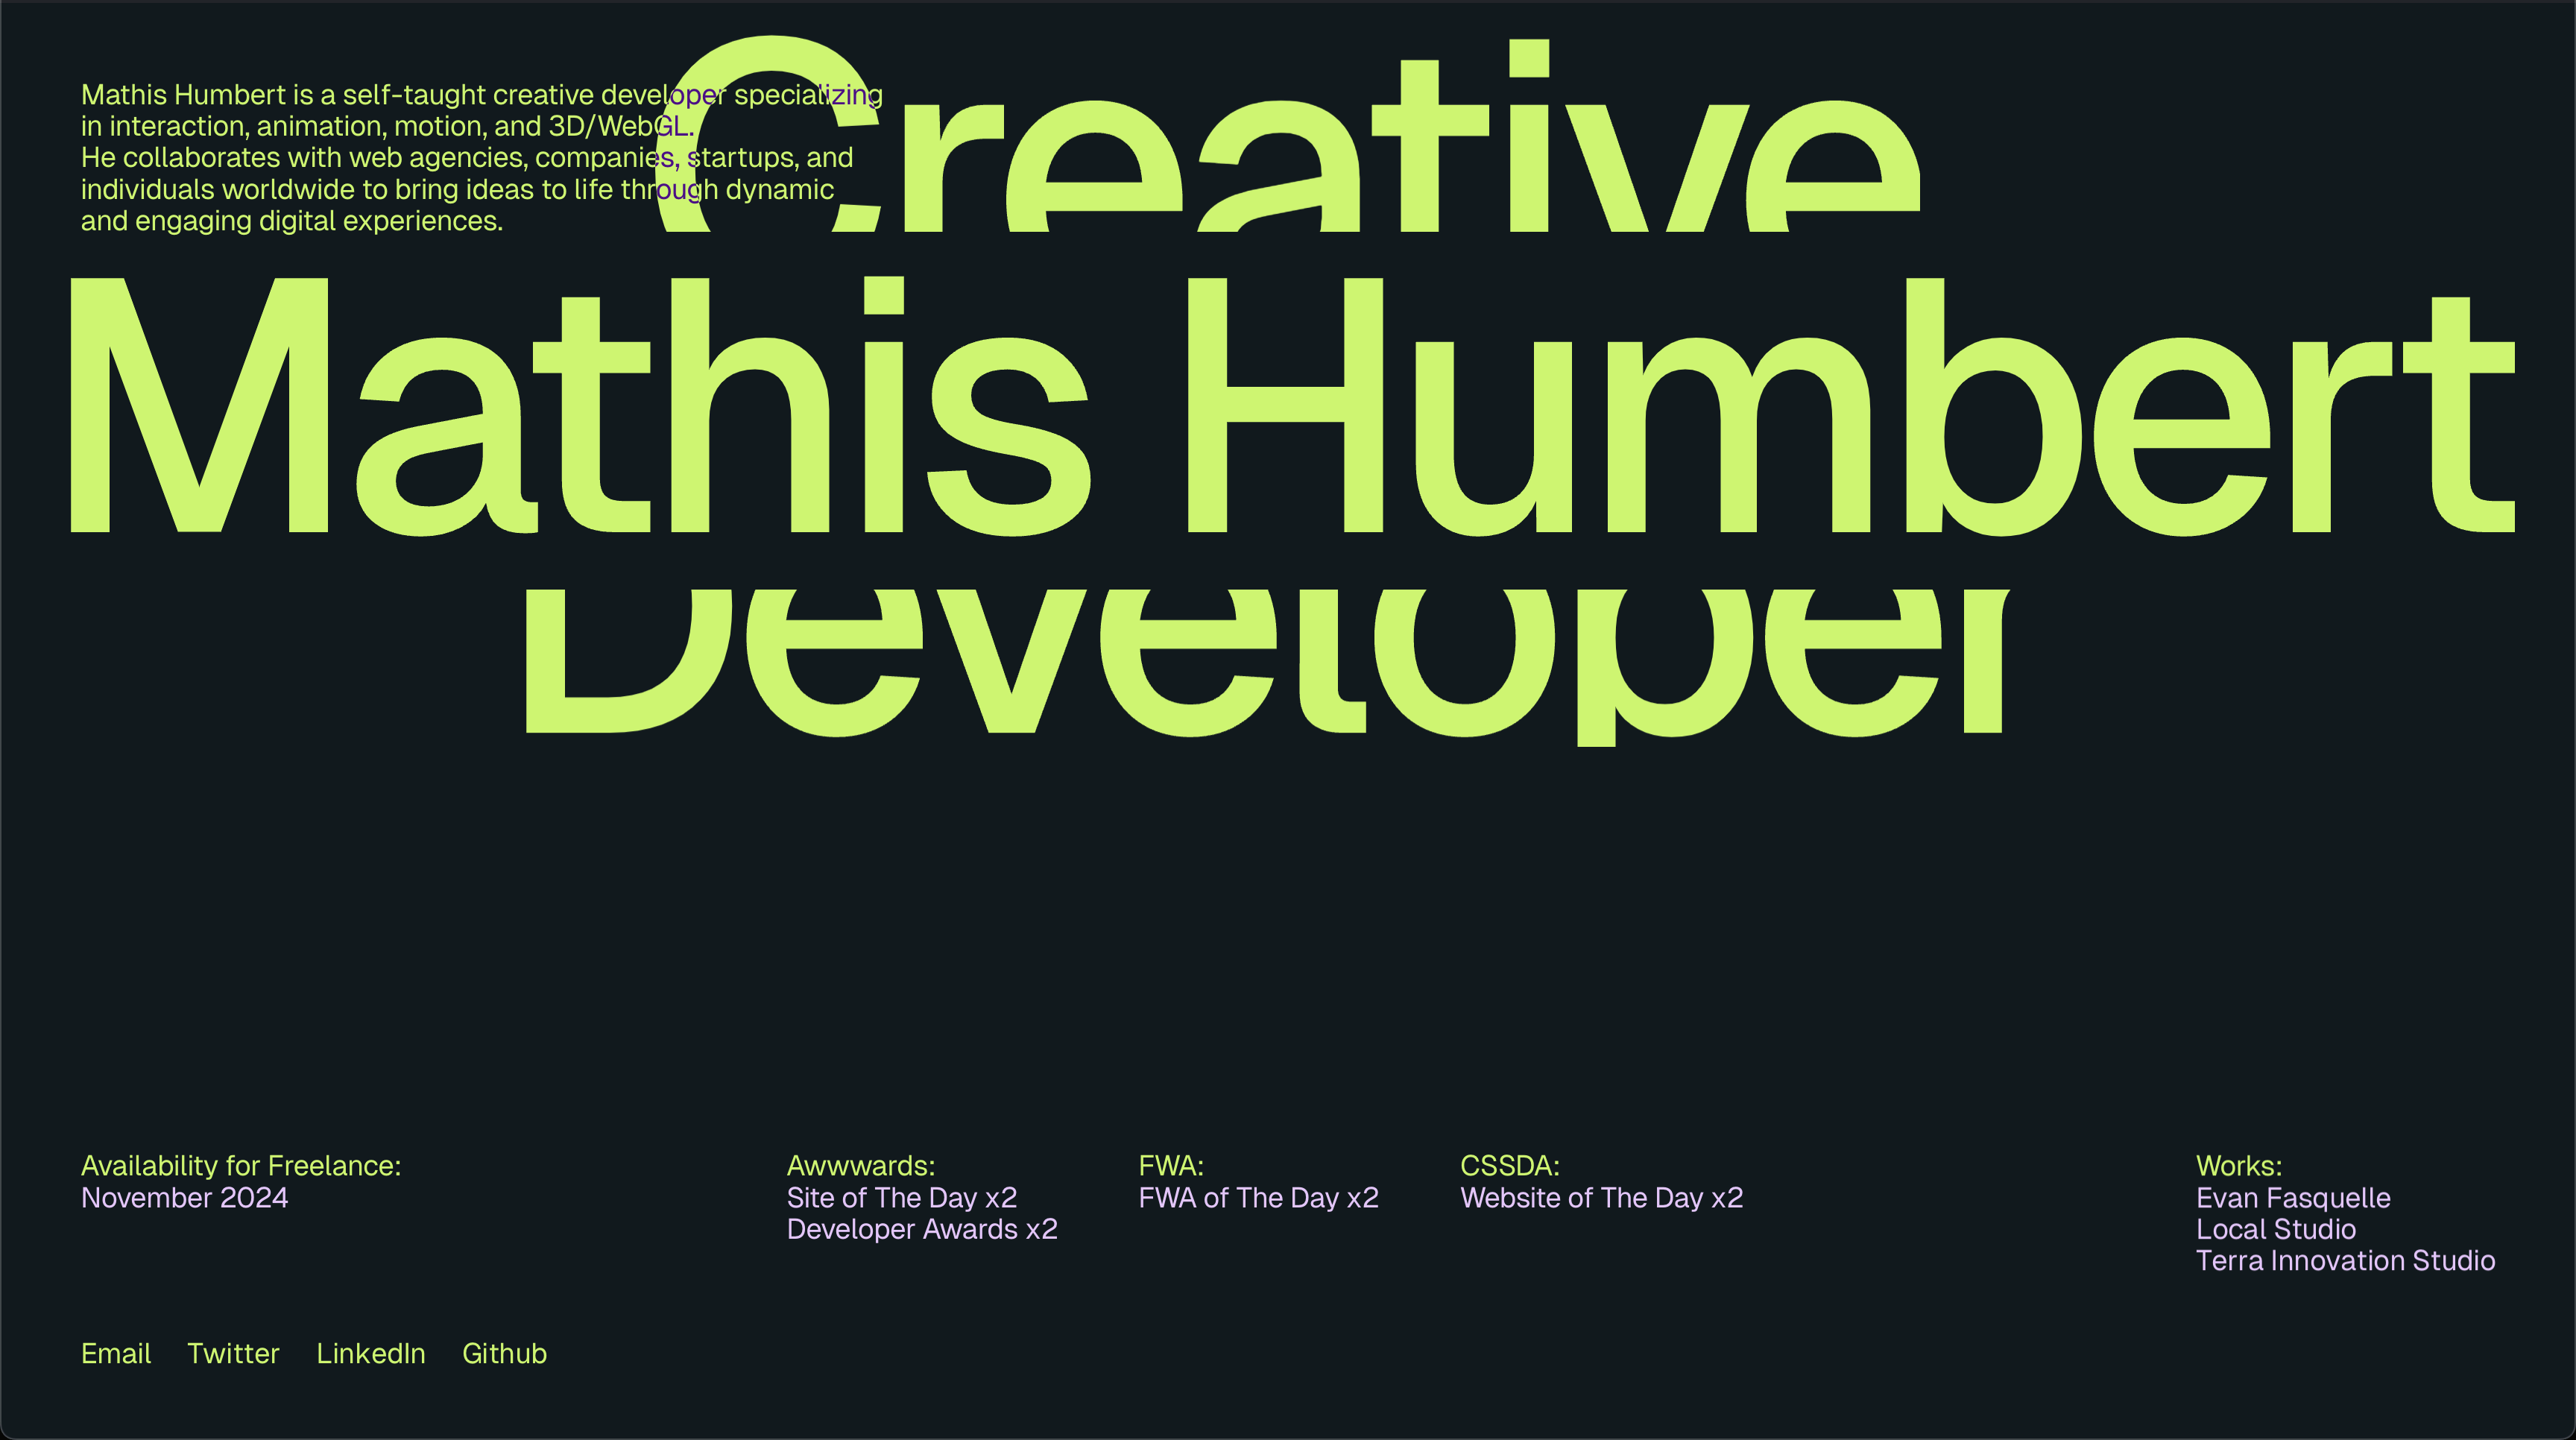 Creative
Mathis Humbert is a self-taught creative developer specializing
in interaction, animation, motion, and 3D/WebGL.
He collaborates with web agencies, companies, startups, and
individuals worldwide to bring ideas to life through dynamic
and engaging digital experiences.
Mathis Humbert
Developer
Availability for Freelance:
November 2024
Awwwards:
Site of The Day x2
Developer Awards x2
FWA:
FWA of The Day x2
CSSDA:
Website of The Day x2
Works:
Evan Fasquelle
Local Studio
Terra Innovation Studio
Email Twitter LinkedIn Github